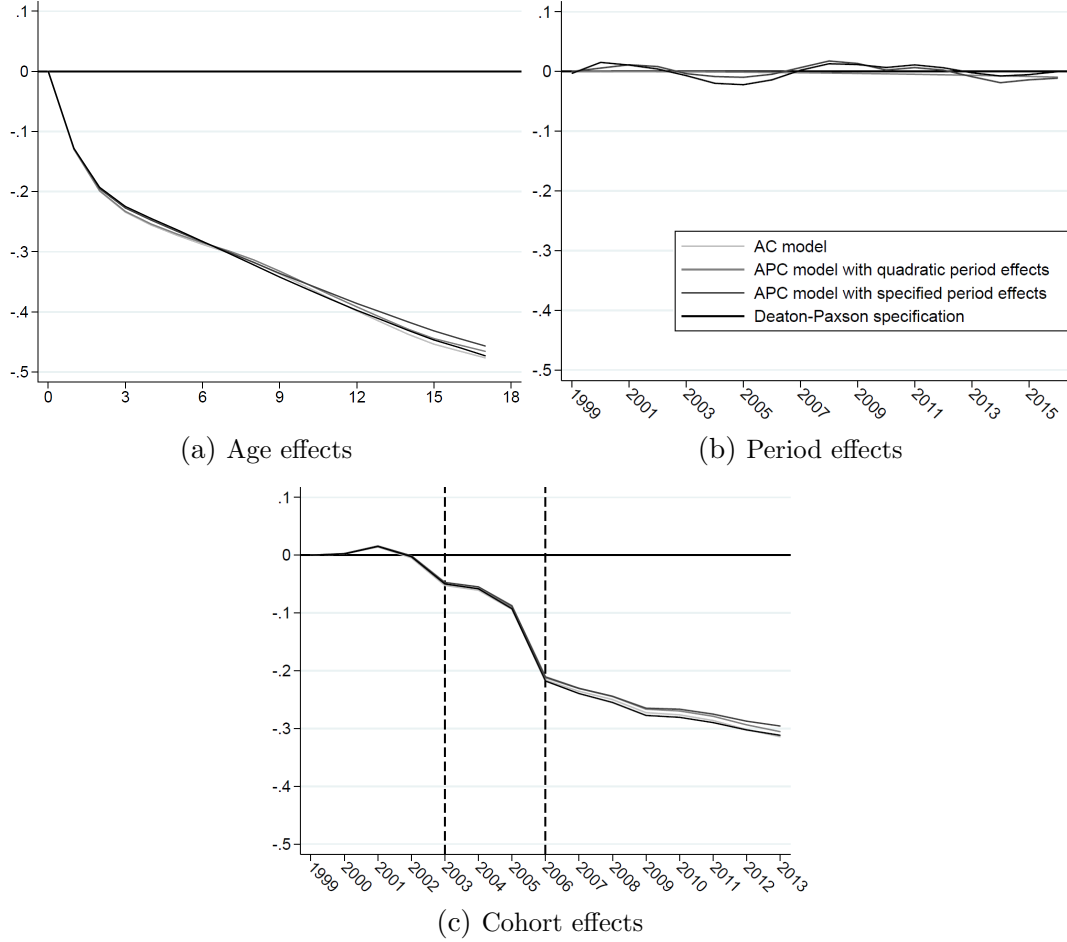 .1
0
-.1
-.2
-.3
-.4
-.5
0 3 6 9 12 15 18
(a) Age effects
.1
0
-.1
-.2
-.3
-.4
-.5
AC model
APC model with quadratic period effects
APC model with specified period effects
Deaton-Paxson specification
1999 2001 2003 2005 2007 2009 2011 2013 2015
(b) Period effects
.1
0
-.1
-.2
-.3
-.4
-.5
1999 2000 2001 2002 2003 2004 2005 2006 2007 2008 2009 2010 2011 2012 2013
(c) Cohort effects